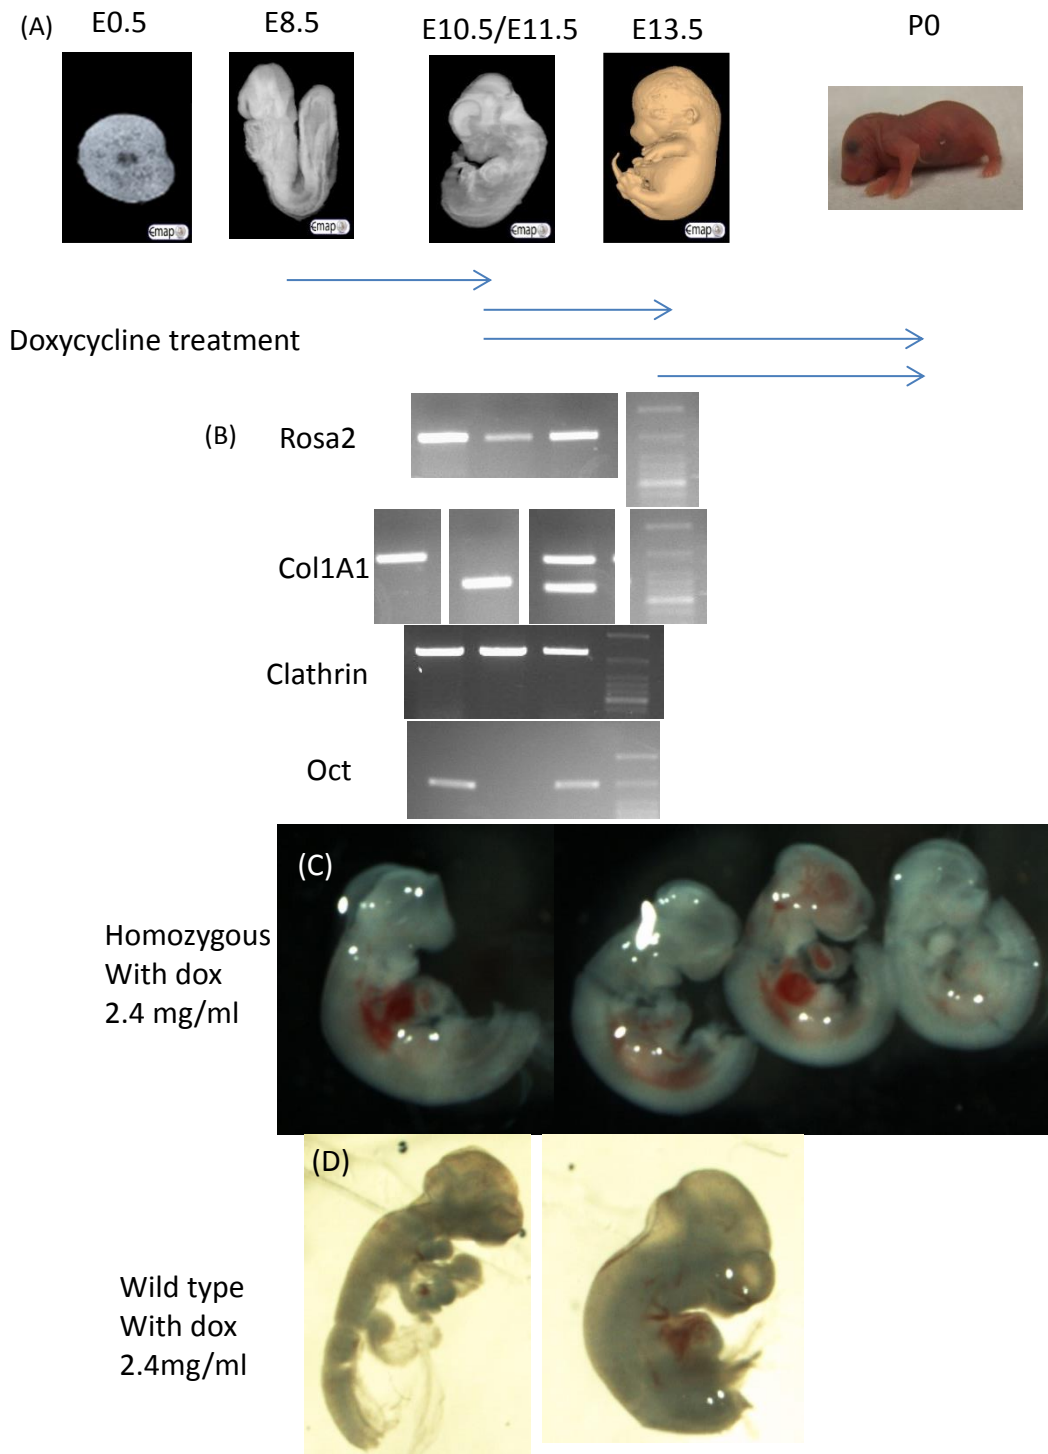 (A)
E0.5
E8.5
E10.5/E11.5
E13.5
P0
emap
emap
emap
emap
Doxycycline treatment
(B)
Rosa2
Col1A1
Clathrin
Oct
(C)
Homozygous
With dox
2.4 mg/ml
(D)
Wild type
With dox
2.4mg/ml